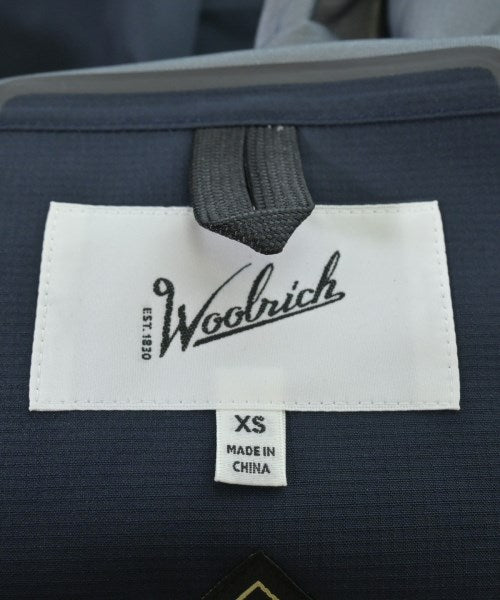 EST. 1830
Woolrich
XS
MADE IN
CHINA